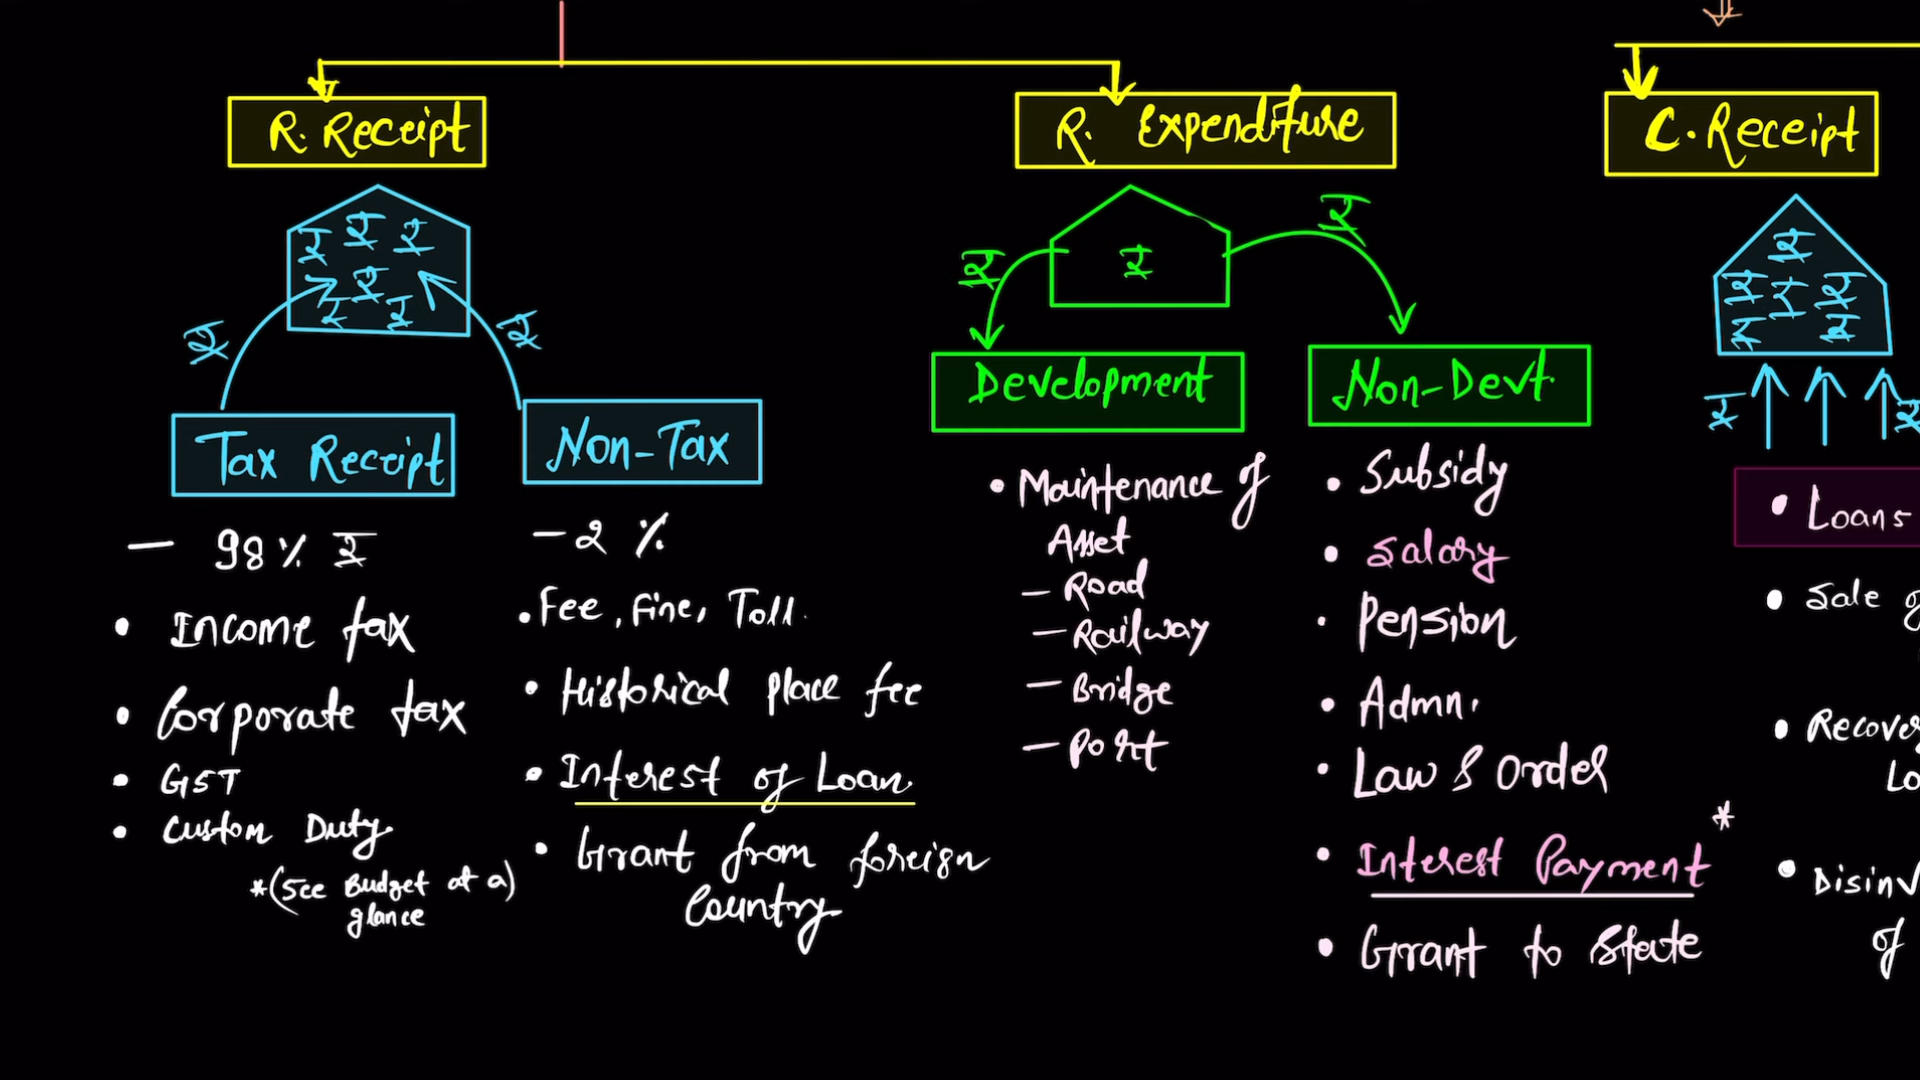 R. Receipt
₹ ₹ ₹
₹
₹ ₹
₹ ₹
Tax Receipt
Non-Tax
- 98% ₹
• Income tax
• Corporate tax
• GST
• Custom Duty
*(See Budget at a glance)
- 2 %
• Fee, Fine, Toll.
• Historical place fee
• Interest of Loan.
• Grant from foreign
Country
R. Expenditure
₹ ₹ ₹
Development
Non-Devt.
• Maintenance of
Asset
- Road
- Railway
- Bridge
- Port
• Subsidy
• Salary
• Pension
• Admn.
• Law & Order
• Interest Payment *
• Grant to State
C. Receipt
₹
₹ ₹ ₹
₹ ₹
₹ ₹
• Loans
• Sale of
• Recove
Lo
• Disinv
of